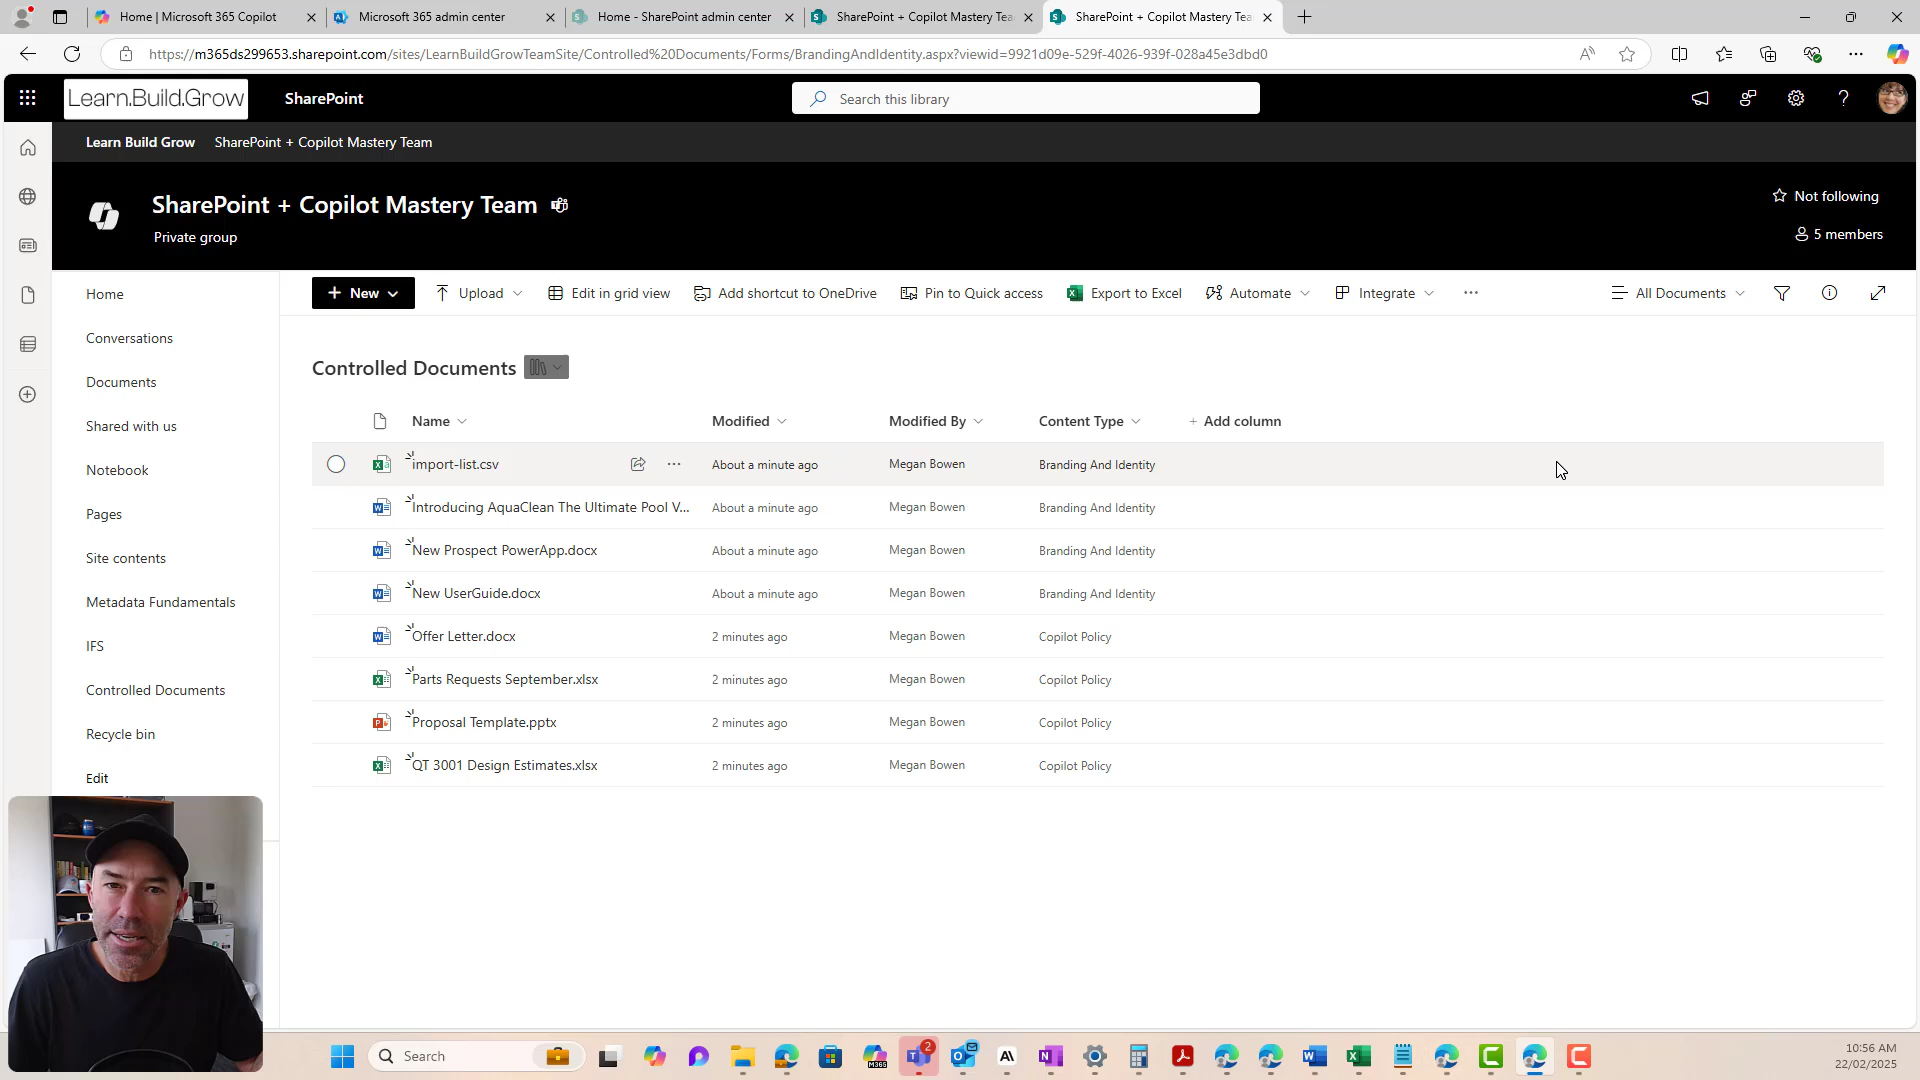 Home | Microsoft 365 Copilot
Microsoft 365 admin center
Home - SharePoint admin center
SharePoint + Copilot Mastery Tea
SharePoint + Copilot Mastery Tea
https://m365ds299653.sharepoint.com/sites/LearnBuildGrowTeamSite/Controlled%20Documents/Forms/BrandingAndIdentity.aspx?viewid=9921d09e-529f-4026-939f-028a45e3dbd0
Learn.Build.Grow
SharePoint
Search this library
Learn Build Grow
SharePoint + Copilot Mastery Team
SharePoint + Copilot Mastery Team
Private group
Not following
5 members
Home
Conversations
Documents
Shared with us
Notebook
Pages
Site contents
Metadata Fundamentals
IFS
Controlled Documents
Recycle bin
Edit
New
Upload
Edit in grid view
Add shortcut to OneDrive
Pin to Quick access
Export to Excel
Automate
Integrate
All Documents
Controlled Documents
Name Modified Modified By Content Type + Add column
import-list.csv About a minute ago Megan Bowen Branding And Identity
Introducing AquaClean The Ultimate Pool V... About a minute ago Megan Bowen Branding And Identity
New Prospect PowerApp.docx About a minute ago Megan Bowen Branding And Identity
New UserGuide.docx About a minute ago Megan Bowen Branding And Identity
Offer Letter.docx 2 minutes ago Megan Bowen Copilot Policy
Parts Requests September.xlsx 2 minutes ago Megan Bowen Copilot Policy
Proposal Template.pptx 2 minutes ago Megan Bowen Copilot Policy
QT 3001 Design Estimates.xlsx 2 minutes ago Megan Bowen Copilot Policy
Search
M365
2
10:56 AM
22/02/2025